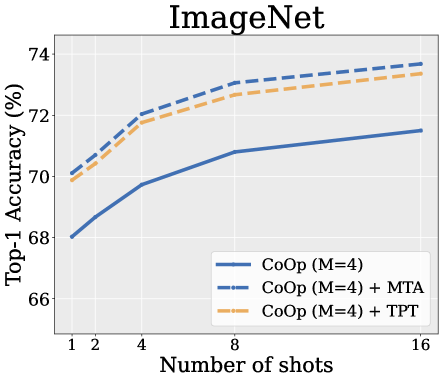 ImageNet
Top-1 Accuracy (%)
74
72
70
68
66
CoOp (M=4)
CoOp (M=4) + MTA
CoOp (M=4) + TPT
1 2 4 8 16
Number of shots